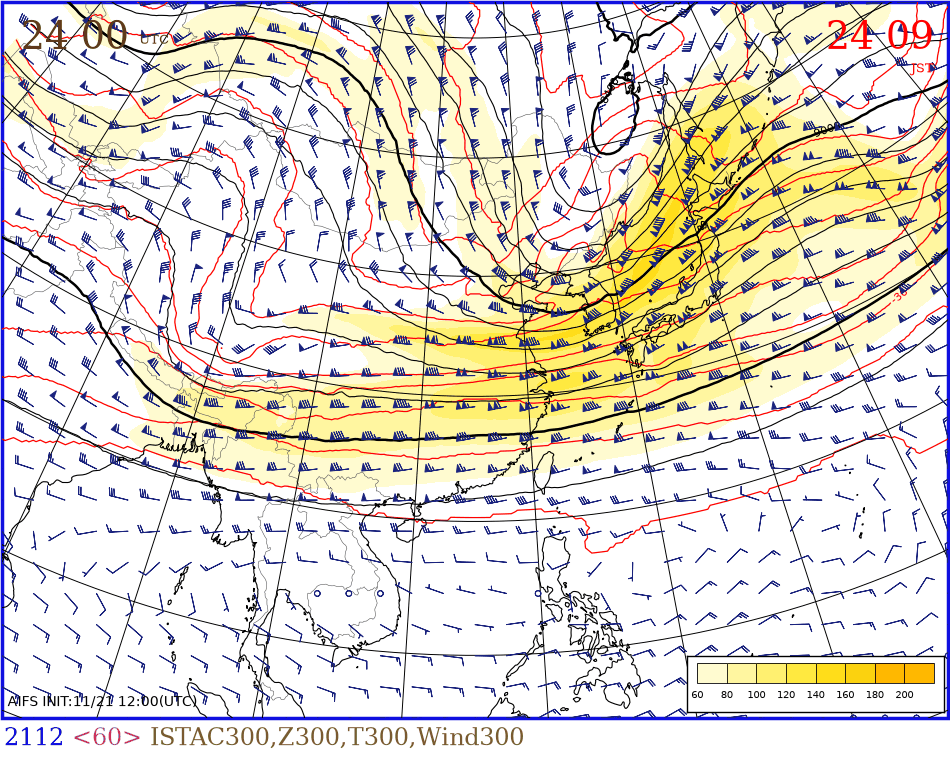 24 00 UTC
24 09
JST
9000
-30
AIFS INIT:11/21 12:00(UTC)
60 80 100 120 140 160 180 200
2112 <60> ISTAC300,Z300,T300,Wind300